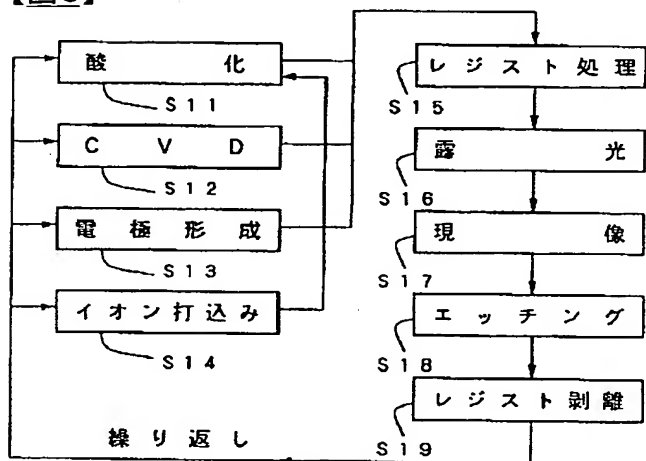 酸化
S11
CVD
S12
電極形成
S13
イオン打込み
S14
繰り返し
レジスト処理
S15
露光
S16
現像
S17
エッチング
S18
レジスト剥離
S19